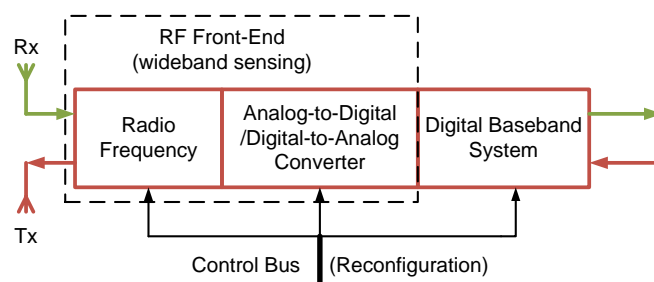 Rx
RF Front-End
(wideband sensing)
Radio
Frequency
Analog-to-Digital
/Digital-to-Analog
Converter
Digital Baseband
System
Tx
Control Bus (Reconfiguration)